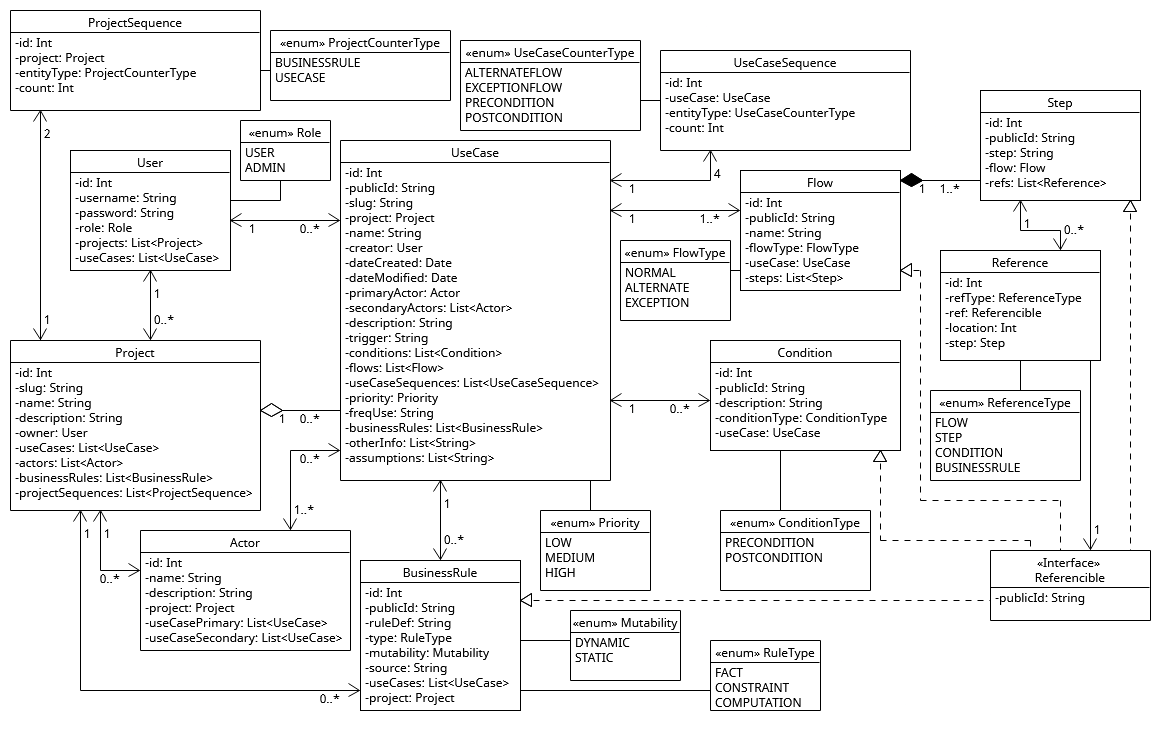 ProjectSequence
-id: Int
-project: Project
-entityType: ProjectCounterType
-count: Int
«enum» ProjectCounterType
BUSINESSRULE
USECASE
«enum» UseCaseCounterType
ALTERNATEFLOW
EXCEPTIONFLOW
PRECONDITION
POSTCONDITION
UseCaseSequence
-id: Int
-useCase: UseCase
-entityType: UseCaseCounterType
-count: Int
Step
-id: Int
-publicId: String
-step: String
-flow: Flow
-refs: List<Reference>
2
1
User
-id: Int
-username: String
-password: String
-role: Role
-projects: List<Project>
-useCases: List<UseCase>
«enum» Role
USER
ADMIN
1
0..*
1
0..*
UseCase
-id: Int
-publicId: String
-slug: String
-project: Project
-name: String
-creator: User
-dateCreated: Date
-dateModified: Date
-primaryActor: Actor
-secondaryActors: List<Actor>
-description: String
-trigger: String
-conditions: List<Condition>
-flows: List<Flow>
-useCaseSequences: List<UseCaseSequence>
-priority: Priority
-freqUse: String
-businessRules: List<BusinessRule>
-otherInfo: List<String>
-assumptions: List<String>
1
4
1
1..*
Flow
-id: Int
-publicId: String
-name: String
-flowType: FlowType
-useCase: UseCase
-steps: List<Step>
1
1..*
«enum» FlowType
NORMAL
ALTERNATE
EXCEPTION
1
0..*
Reference
-id: Int
-refType: ReferenceType
-ref: Referencible
-location: Int
-step: Step
Project
-id: Int
-slug: String
-name: String
-description: String
-owner: User
-useCases: List<UseCase>
-actors: List<Actor>
-businessRules: List<BusinessRule>
-projectSequences: List<ProjectSequence>
1
0..*
0..*
1..*
1
0..*
Condition
-id: Int
-publicId: String
-description: String
-conditionType: ConditionType
-useCase: UseCase
«enum» ReferenceType
FLOW
STEP
CONDITION
BUSINESSRULE
1
1
0..*
Actor
-id: Int
-name: String
-description: String
-project: Project
-useCasePrimary: List<UseCase>
-useCaseSecondary: List<UseCase>
1
0..*
«enum» Priority
LOW
MEDIUM
HIGH
«enum» ConditionType
PRECONDITION
POSTCONDITION
1
«Interface»
Referencible
-publicId: String
BusinessRule
-id: Int
-publicId: String
-ruleDef: String
-type: RuleType
-mutability: Mutability
-source: String
-useCases: List<UseCase>
-project: Project
0..*
«enum» Mutability
DYNAMIC
STATIC
«enum» RuleType
FACT
CONSTRAINT
COMPUTATION